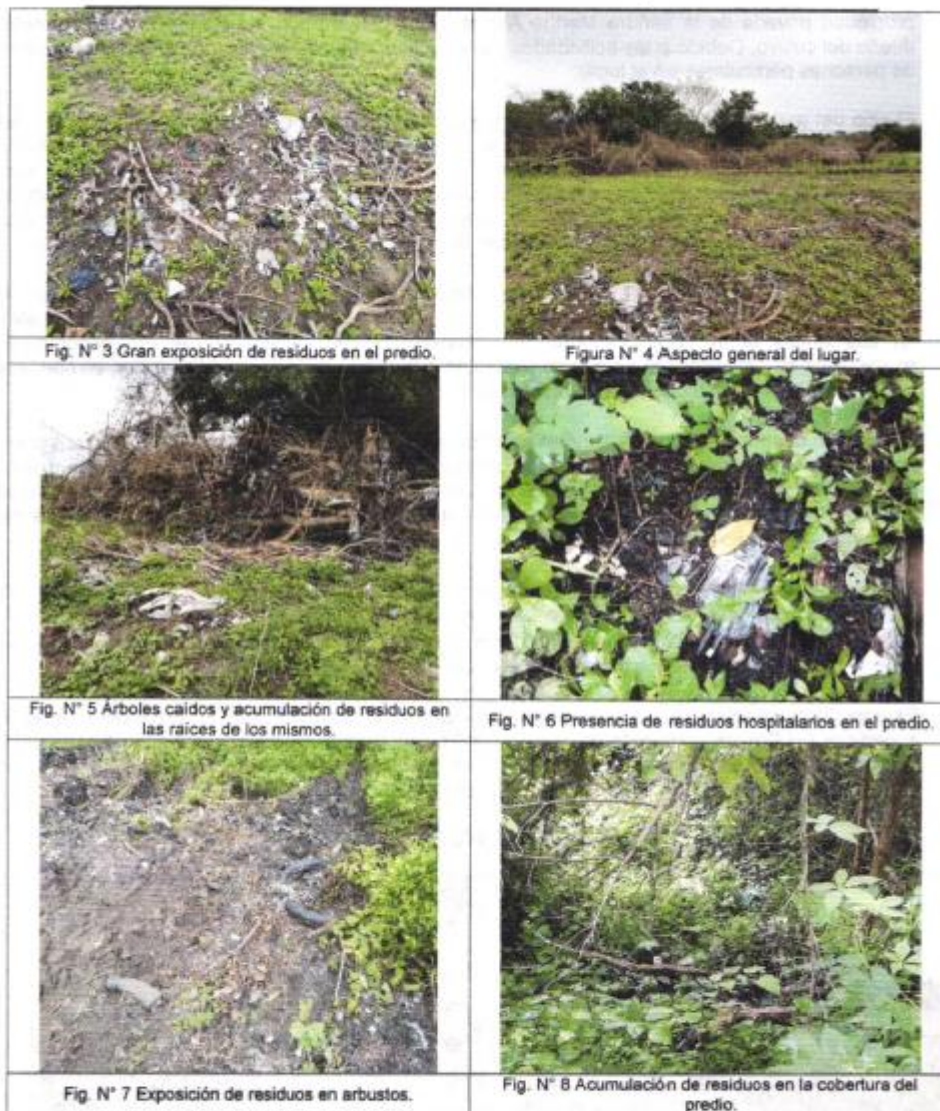 Fig. N° 3 Gran exposición de residuos en el predio.
Figura N° 4 Aspecto general del lugar.
Fig. N° 5 Árboles caídos y acumulación de residuos en
las raíces de los mismos.
Fig. N° 6 Presencia de residuos hospitalarios en el predio.
Fig. N° 7 Exposición de residuos en arbustos.
Fig. N° 8 Acumulación de residuos en la cobertura del
predio.